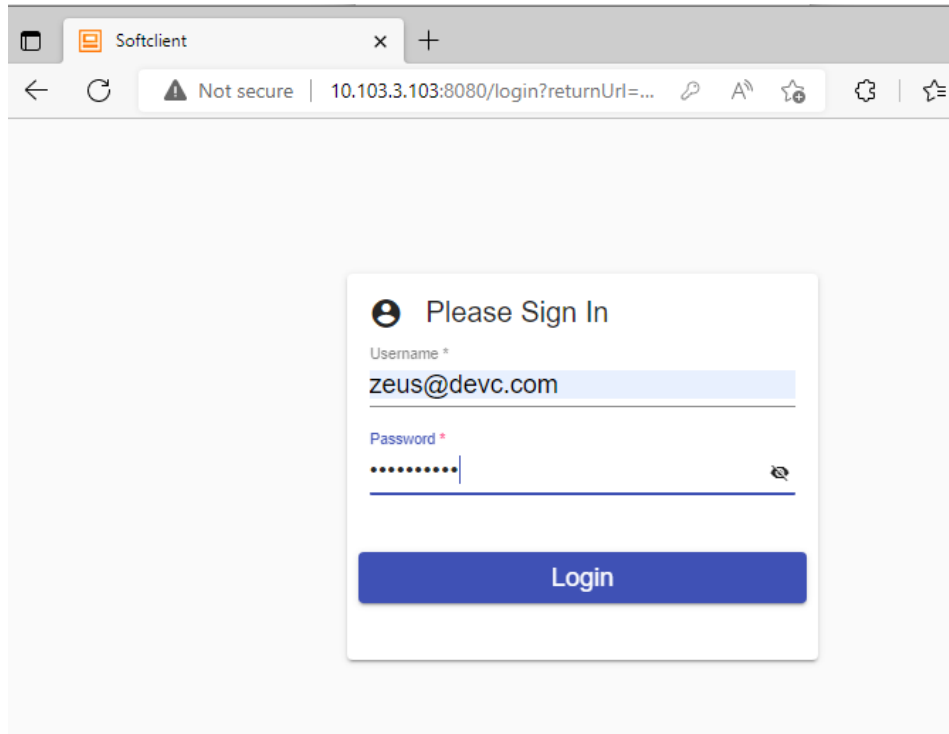 Softclient
Not secure 10.103.3.103:8080/login?returnUrl=...
Please Sign In
Username *
zeus@devc.com
Password *
••••••••••
Login